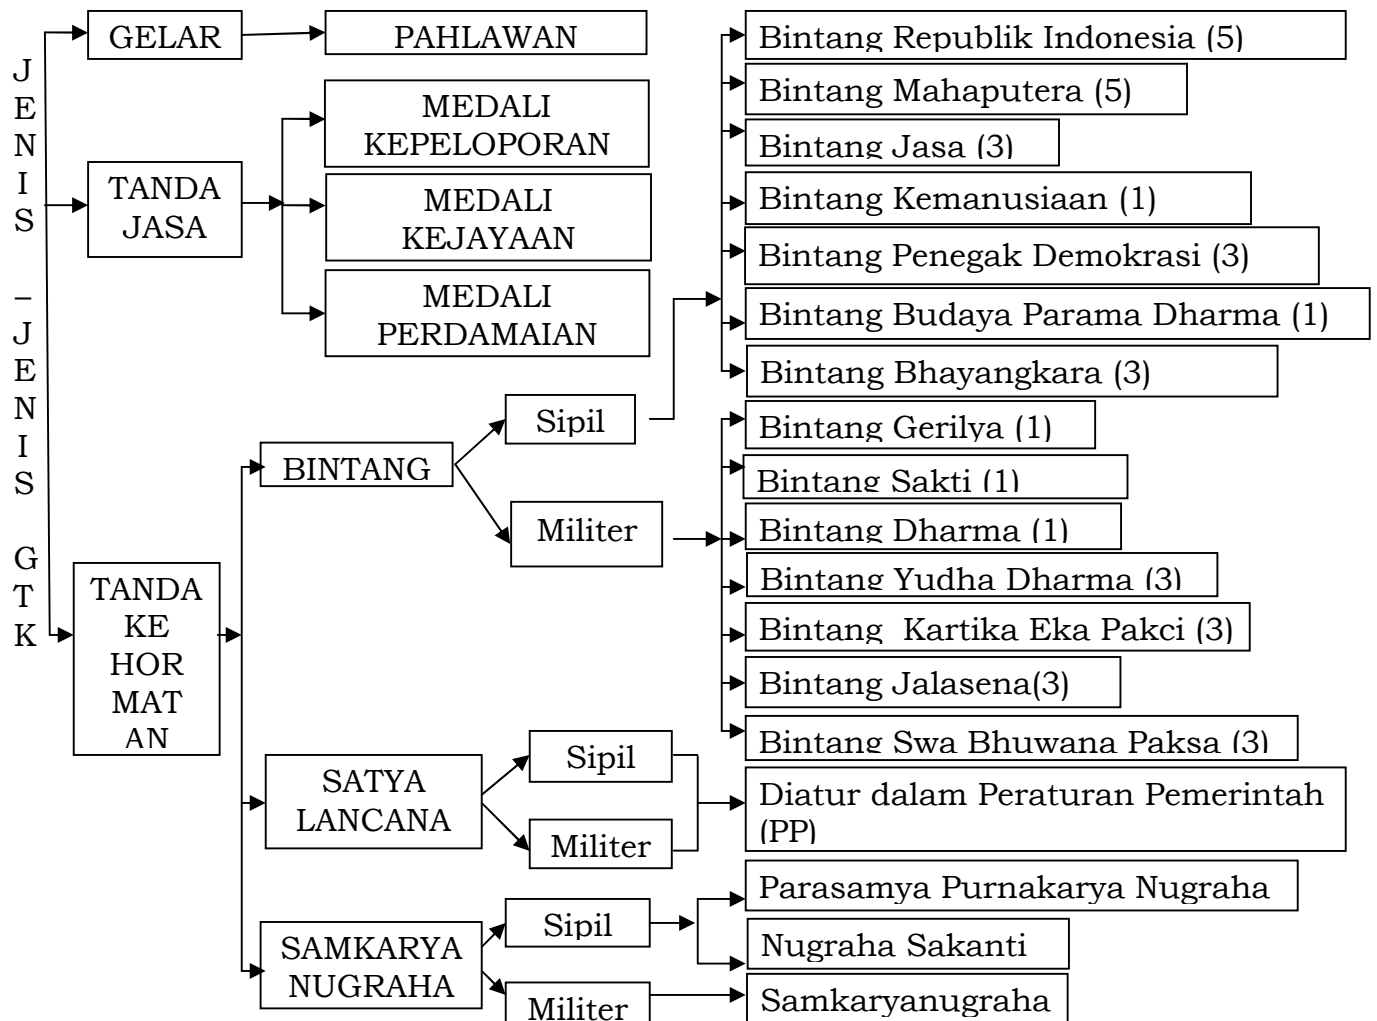 JENIS – JENIS GTK
GELAR
PAHLAWAN
TANDA
JASA
MEDALI
KEPELOPORAN
MEDALI
KEJAYAAN
MEDALI
PERDAMAIAN
TANDA
KE
HOR
MAT
AN
BINTANG
Sipil
Bintang Republik Indonesia (5)
Bintang Mahaputera (5)
Bintang Jasa (3)
Bintang Kemanusiaan (1)
Bintang Penegak Demokrasi (3)
Bintang Budaya Parama Dharma (1)
Bintang Bhayangkara (3)
Militer
Bintang Gerilya (1)
Bintang Sakti (1)
Bintang Dharma (1)
Bintang Yudha Dharma (3)
Bintang Kartika Eka Pakci (3)
Bintang Jalasena(3)
Bintang Swa Bhuwana Paksa (3)
SATYA
LANCANA
Sipil
Militer
Diatur dalam Peraturan Pemerintah
(PP)
SAMKARYA
NUGRAHA
Sipil
Parasamya Purnakarya Nugraha
Nugraha Sakanti
Militer
Samkaryanugraha